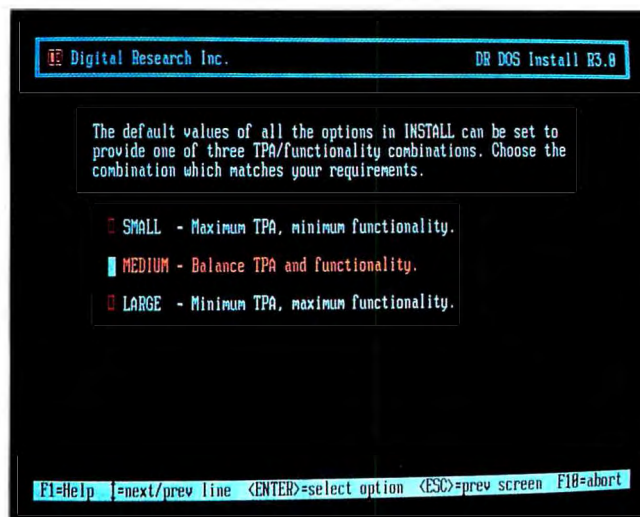 Digital Research Inc.
DR DOS Install R3.0
The default values of all the options in INSTALL can be set to
provide one of three TPA/functionality combinations. Choose the
combination which matches your requirements.
SMALL - Maximum TPA, minimum functionality.
MEDIUM - Balance TPA and functionality.
LARGE - Minimum TPA, maximum functionality.
F1=Help ↕=next/prev line <ENTER>=select option <ESC>=prev screen F10=abort